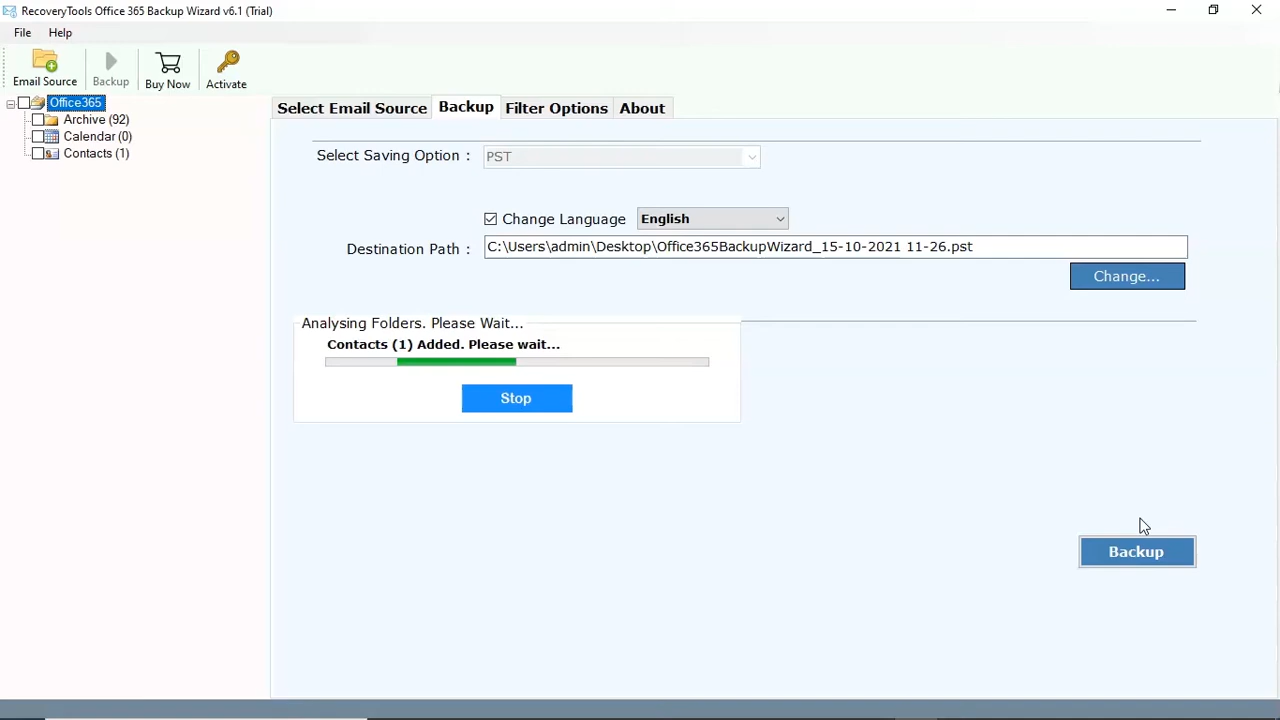 RecoveryTools Office 365 Backup Wizard v6.1 (Trial)
File Help
Email Source Backup Buy Now Activate
Office365
Archive (92)
Calendar (0)
Contacts (1)
Select Email Source Backup Filter Options About
Select Saving Option : PST
Change Language English
Destination Path : C:\Users\admin\Desktop\Office365BackupWizard_15-10-2021 11-26.pst
Change...
Analysing Folders. Please Wait...
Contacts (1) Added. Please wait...
Stop
Backup